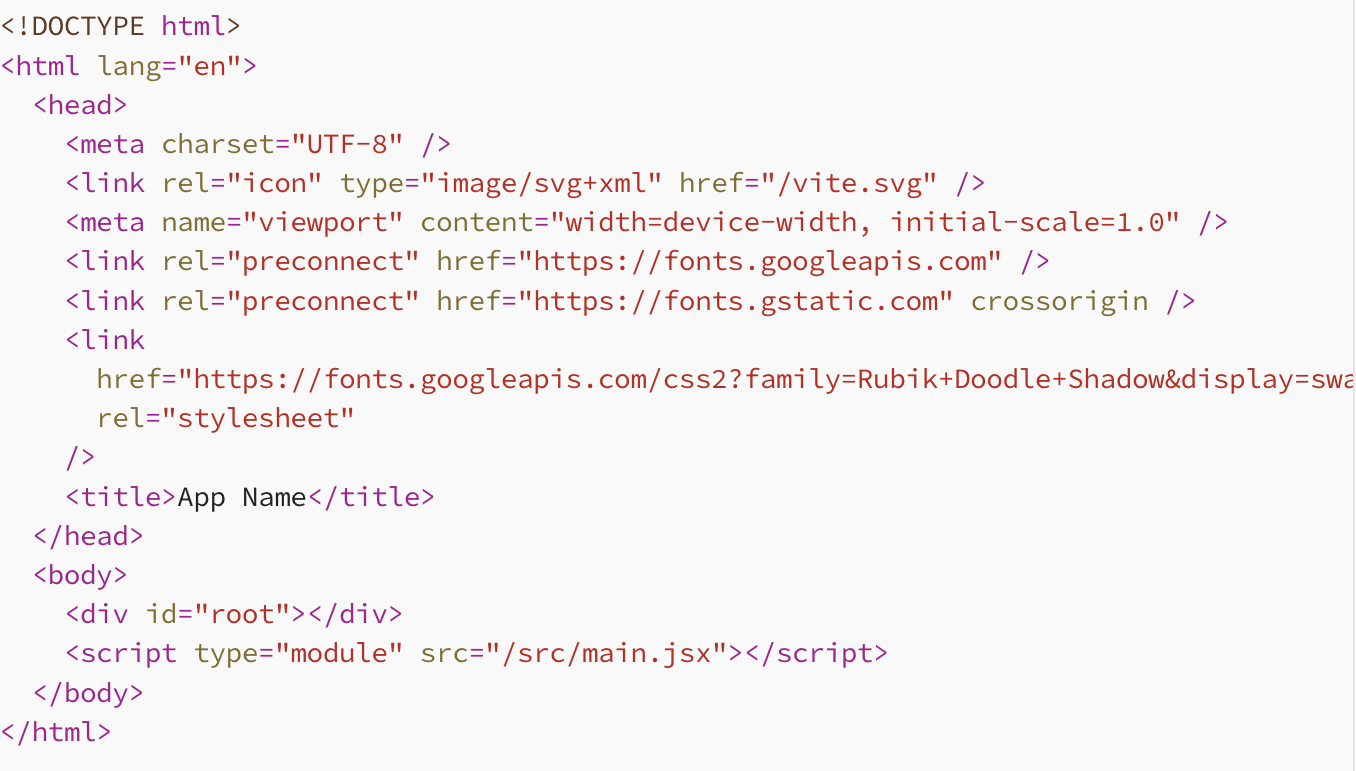 <!DOCTYPE html>
<html lang="en">
  <head>
    <meta charset="UTF-8" />
    <link rel="icon" type="image/svg+xml" href="/vite.svg" />
    <meta name="viewport" content="width=device-width, initial-scale=1.0" />
    <link rel="preconnect" href="https://fonts.googleapis.com" />
    <link rel="preconnect" href="https://fonts.gstatic.com" crossorigin />
    <link
      href="https://fonts.googleapis.com/css2?family=Rubik+Doodle+Shadow&display=swa
      rel="stylesheet"
    />
    <title>App Name</title>
  </head>
  <body>
    <div id="root"></div>
    <script type="module" src="/src/main.jsx"></script>
  </body>
</html>